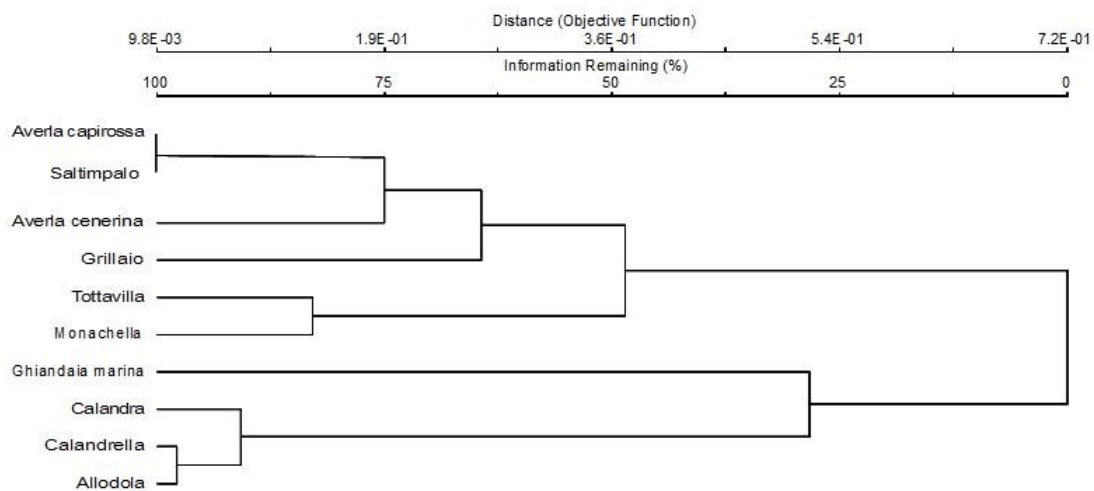 Distance (Objective Function)
9.8E-03 1.9E-01 3.6E-01 5.4E-01 7.2E-01
Information Remaining (%)
100 75 50 25 0
Averla capirossa
Saltimpalo
Averla cenerina
Grillaio
Tottavilla
Monachella
Ghiandaia marina
Calandra
Calandrella
Allodola